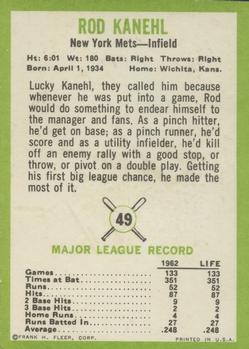 ROD KANEHL
New York Mets—Infield
Ht: 6:01 Wt: 180 Bats: Right Throws: Right
Born: April 1, 1934 Home: Wichita, Kans.
Lucky Kanehl, they called him because
whenever he was put into a game, Rod
would do something to endear himself to
the manager and fans. As a pinch hitter,
he'd get on base; as a pinch runner, he'd
score and as a utility infielder, he'd kill
off an enemy rally with a good stop, or
throw, or pivot on a double play. Getting
his first big league chance, he made the
most of it.
49
MAJOR LEAGUE RECORD
1962 LIFE
Games 133 133
Times at Bat 351 351
Runs 52 52
Hits 87 87
2 Base Hits 9 9
3 Base Hits 2 2
Home Runs 4 4
Runs Batted In 27 27
Average .248 .248
©FRANK H. FLEER, CORP. PRINTED IN U.S.A.